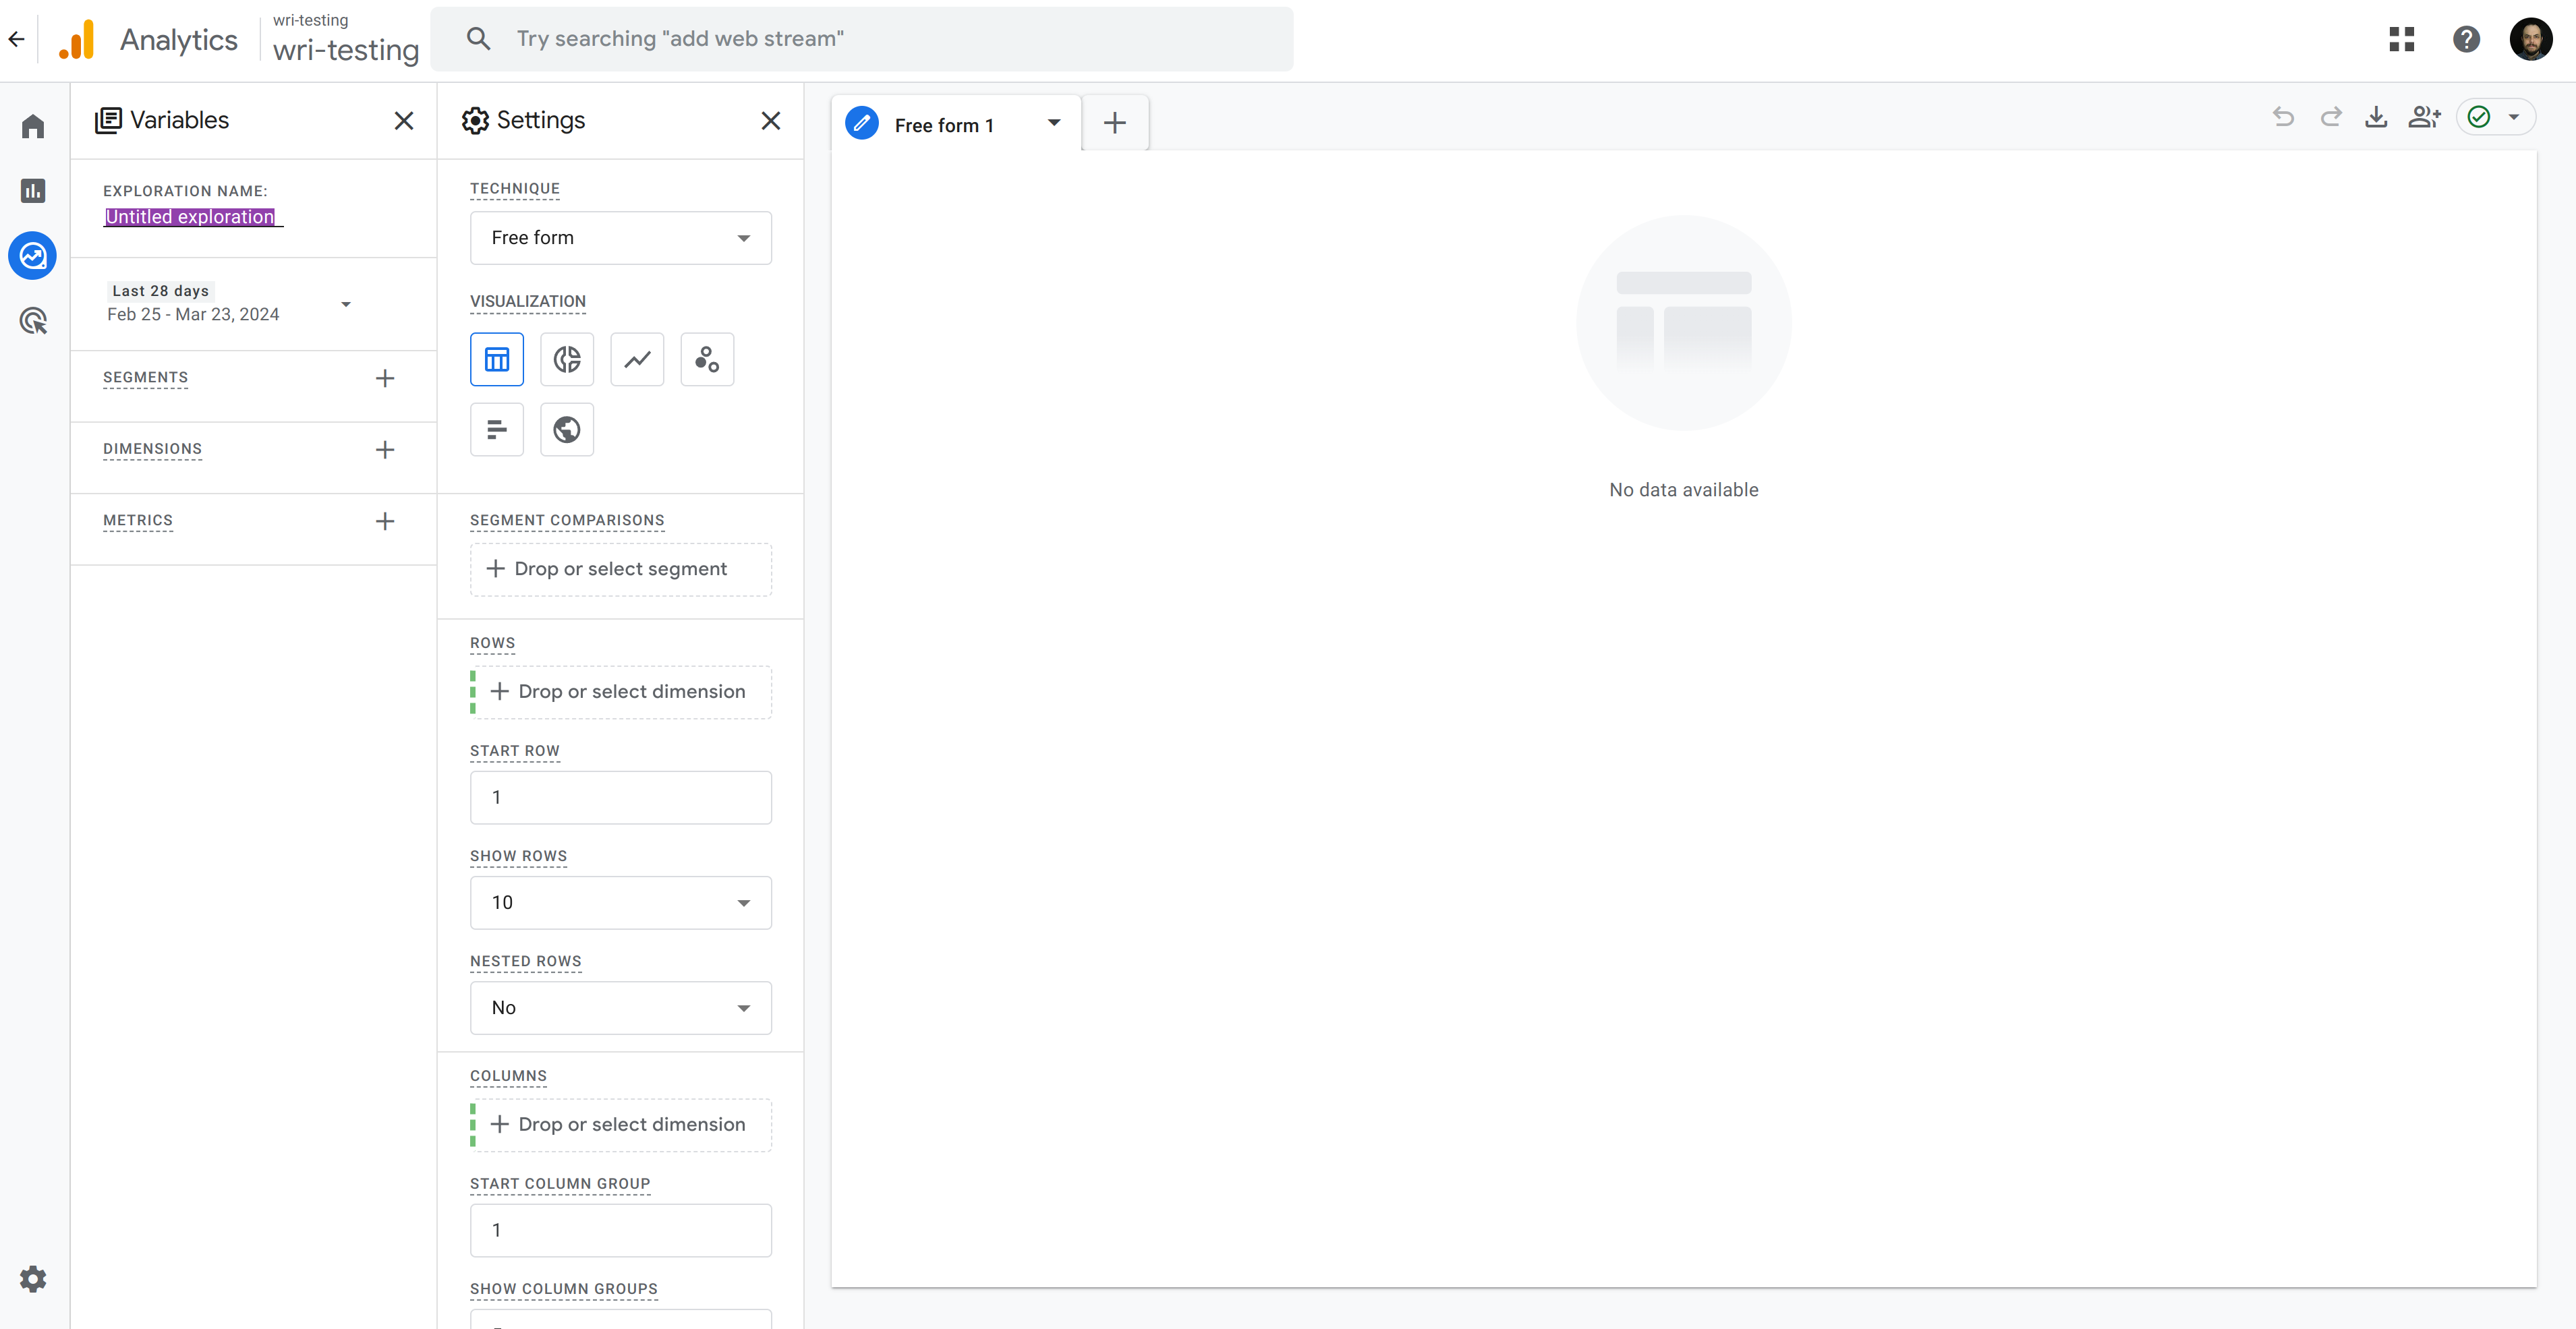 wri-testing
Analytics
wri-testing
Try searching "add web stream"
Variables
Settings
Free form 1
EXPLORATION NAME:
Untitled exploration
Last 28 days
Feb 25 - Mar 23, 2024
SEGMENTS
DIMENSIONS
METRICS
TECHNIQUE
Free form
VISUALIZATION
SEGMENT COMPARISONS
Drop or select segment
ROWS
Drop or select dimension
START ROW
1
SHOW ROWS
10
NESTED ROWS
No
COLUMNS
Drop or select dimension
START COLUMN GROUP
1
SHOW COLUMN GROUPS
No data available